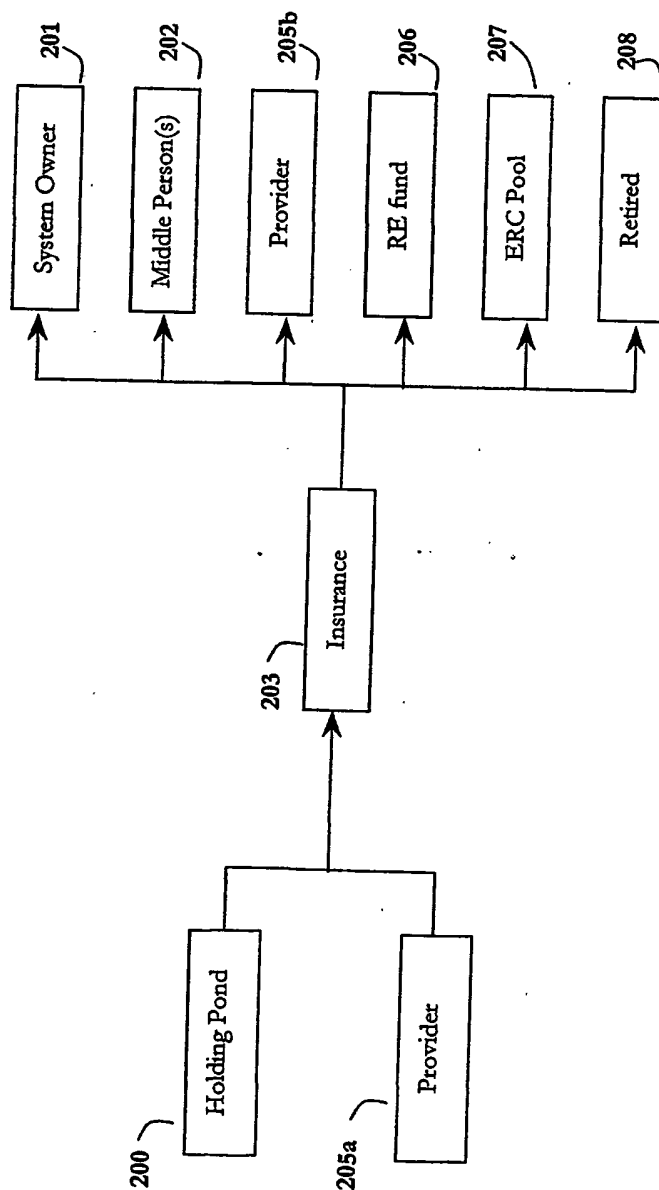 200
Holding Pond
205a
Provider
203
Insurance
System Owner
201
Middle Person(s)
202
Provider
205b
RE fund
206
ERC Pool
207
Retired
208